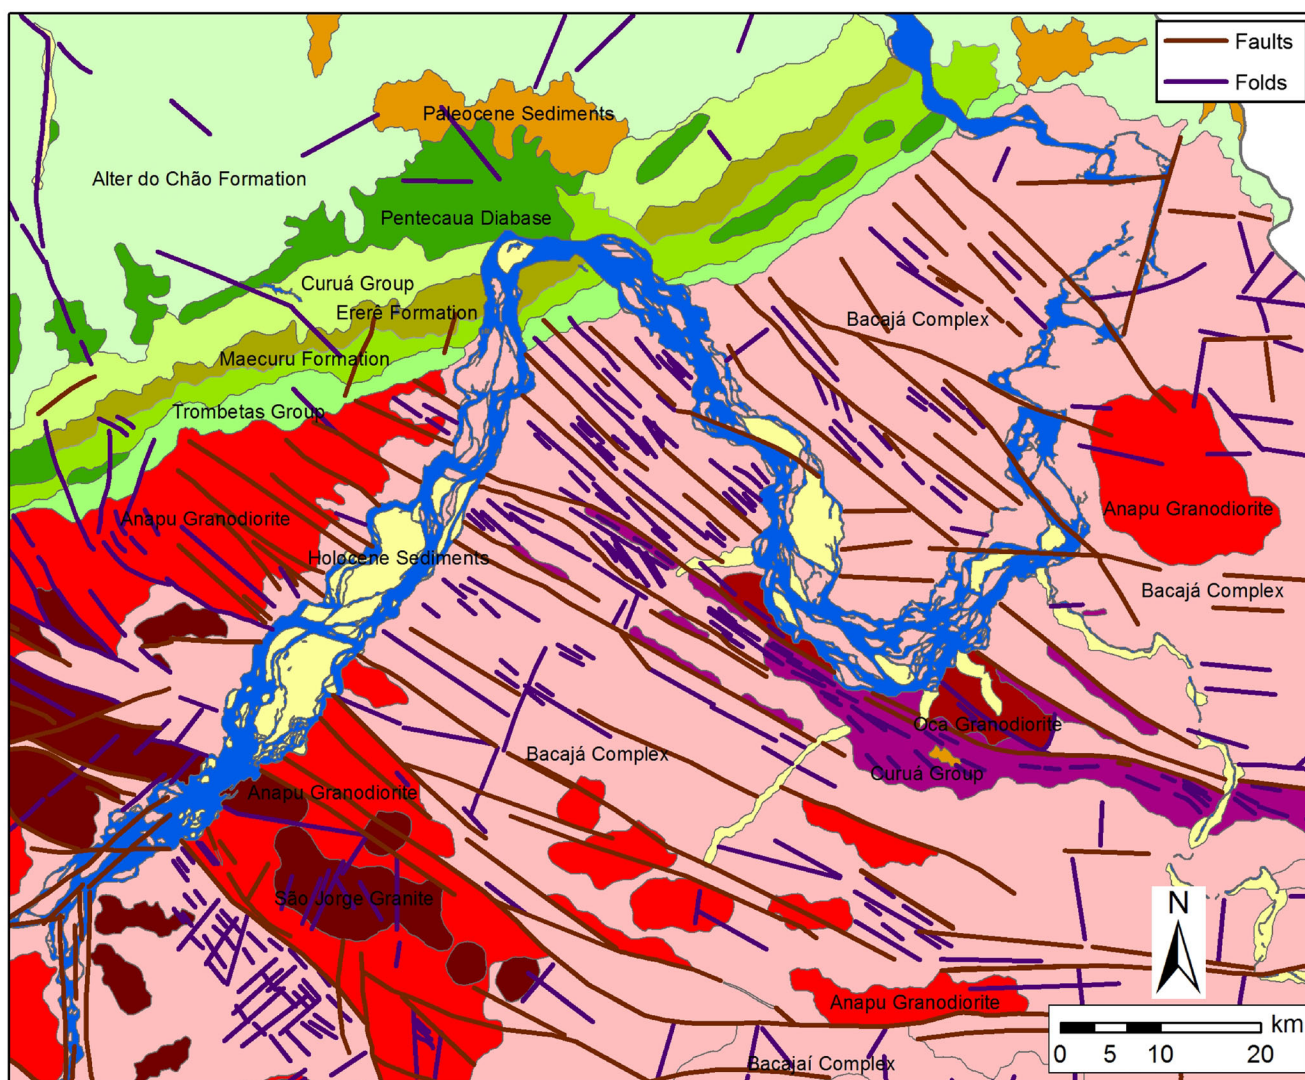 Faults
Folds
Paleocene Sediments
Alter do Chão Formation
Pentecaua Diabase
Curuá Group
Ererê Formation
Bacajá Complex
Maecuru Formation
Trombetas Group
Anapu Granodiorite
Anapu Granodiorite
Holocene Sediments
Bacajá Complex
Oca Granodiorite
Bacajá Complex
Curuá Group
Anapu Granodiorite
São Jorge Granite
N
Anapu Granodiorite
km
0 5 10 20
Bacajaí Complex